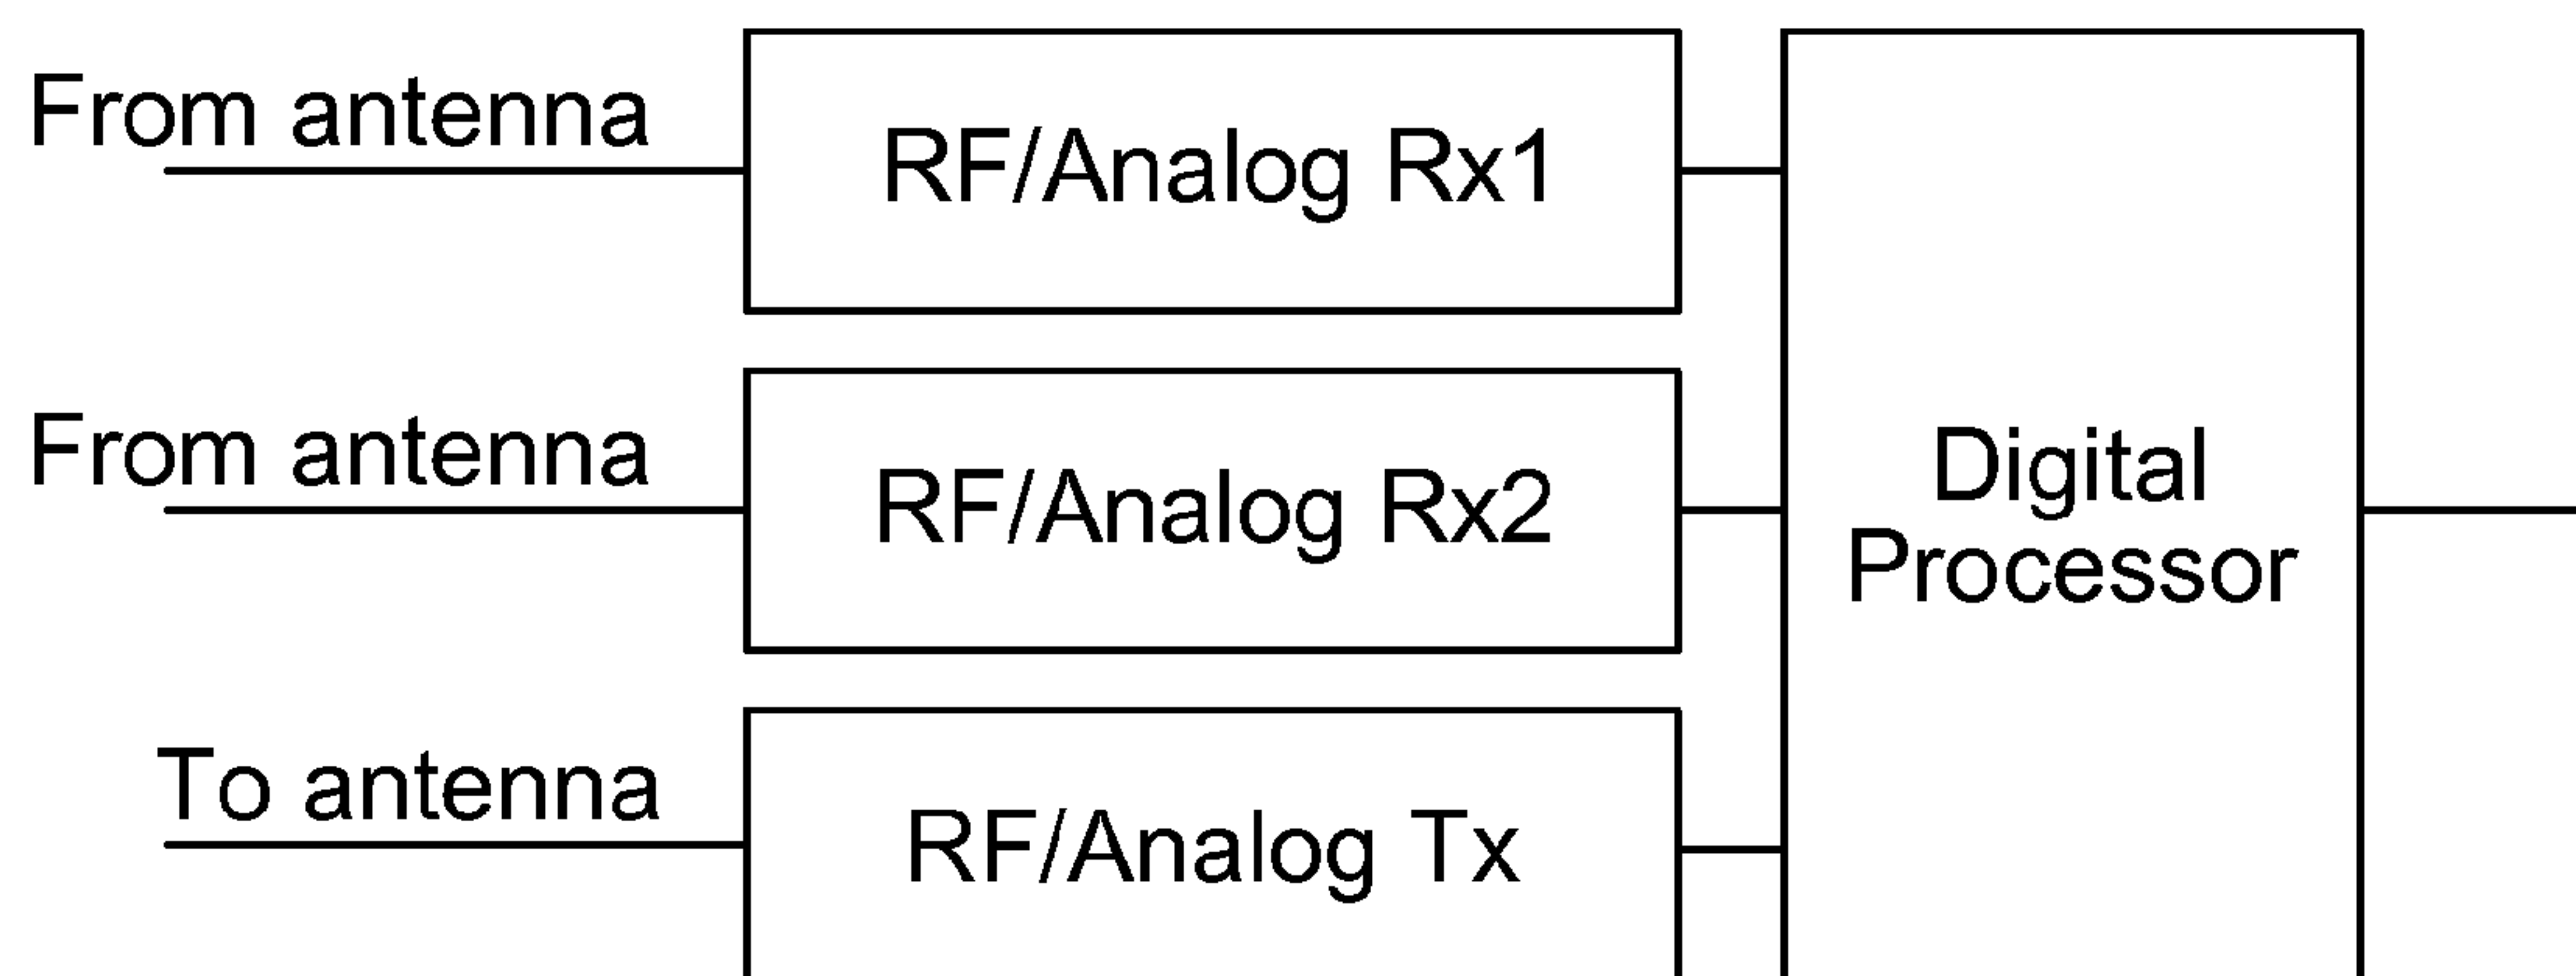 From antenna
RF/Analog Rx1
From antenna
RF/Analog Rx2
Digital
Processor
To antenna
RF/Analog Tx